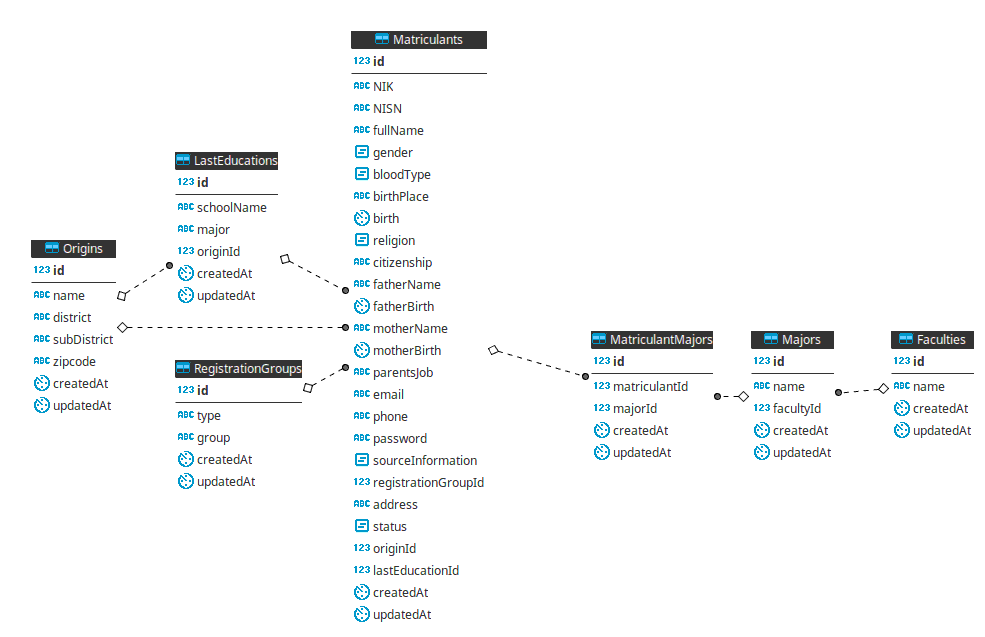 Matriculants
123 id
ABC NIK
ABC NISN
ABC fullName
gender
bloodType
ABC birthPlace
birth
religion
ABC citizenship
ABC fatherName
fatherBirth
ABC motherName
motherBirth
ABC parentsJob
ABC email
ABC phone
ABC password
sourceInformation
123 registrationGroupId
ABC address
status
123 originId
123 lastEducationId
createdAt
updatedAt
LastEducations
123 id
ABC schoolName
ABC major
123 originId
createdAt
updatedAt
Origins
123 id
ABC name
ABC district
ABC subDistrict
ABC zipcode
createdAt
updatedAt
RegistrationGroups
123 id
ABC type
ABC group
createdAt
updatedAt
MatriculantMajors
123 id
123 matriculantId
123 majorId
createdAt
updatedAt
Majors
123 id
ABC name
123 facultyId
createdAt
updatedAt
Faculties
123 id
ABC name
createdAt
updatedAt